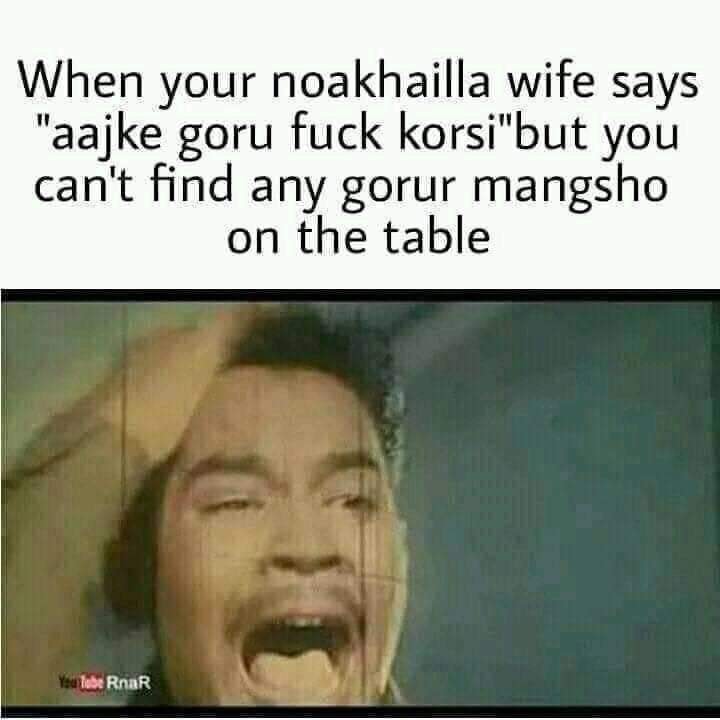 When your noakhailla wife says
"aajke goru fuck korsi"but you
can't find any gorur mangsho
on the table
YouTube RnaR